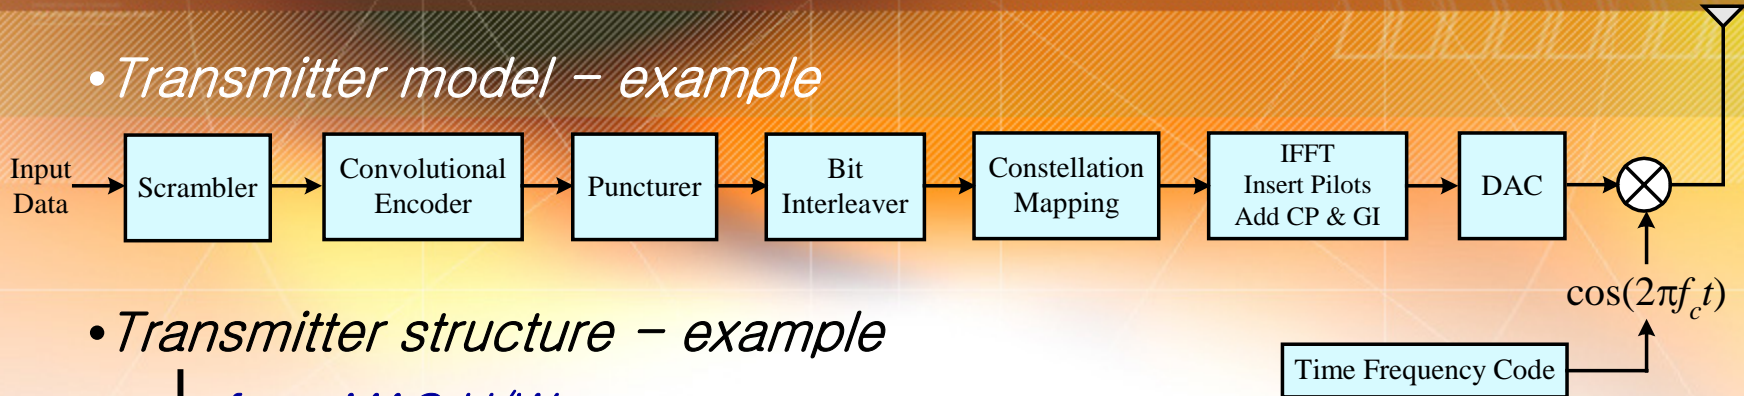 •Transmitter model – example
Input
Data
Scrambler
Convolutional
Encoder
Puncturer
Bit
Interleaver
Constellation
Mapping
IFFT
Insert Pilots
Add CP & GI
DAC
cos(2πf_c t)
Time Frequency Code
•Transmitter structure – example